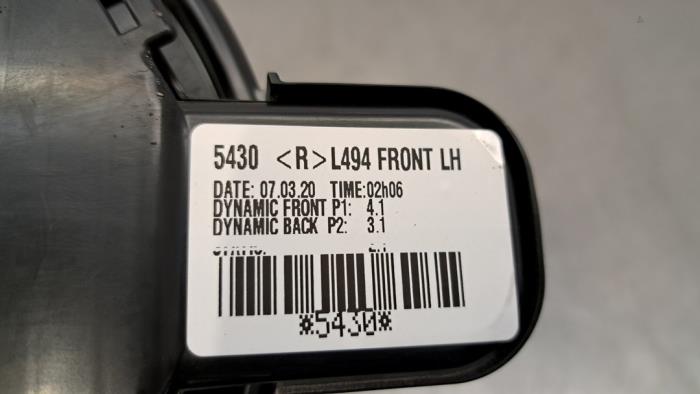 5430 <R>L494 FRONT LH
DATE: 07.03.20 TIME:02h06
DYNAMIC FRONT P1: 4.1
DYNAMIC BACK P2: 3.1
*5430*